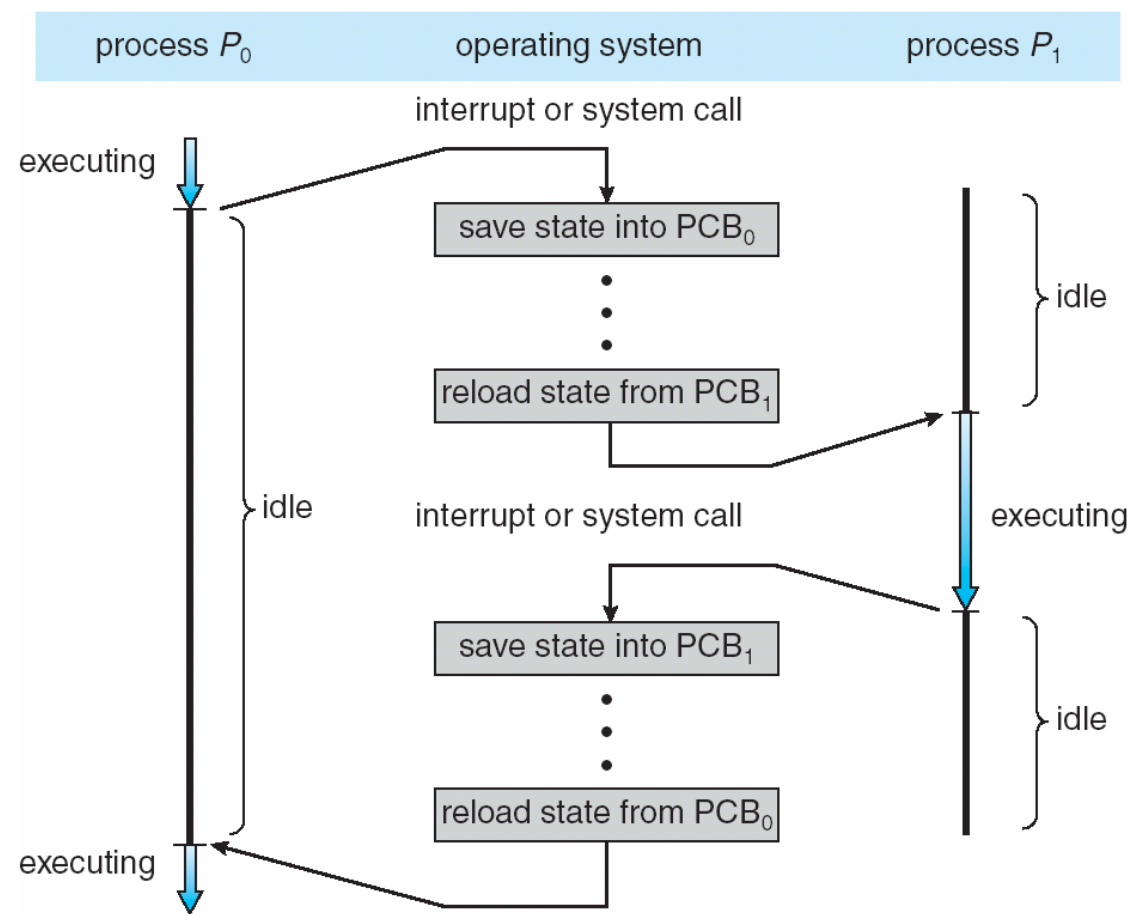 process P₀ operating system process P₁
interrupt or system call
executing
save state into PCB₀
idle
reload state from PCB₁
idle
interrupt or system call
executing
save state into PCB₁
idle
reload state from PCB₀
executing